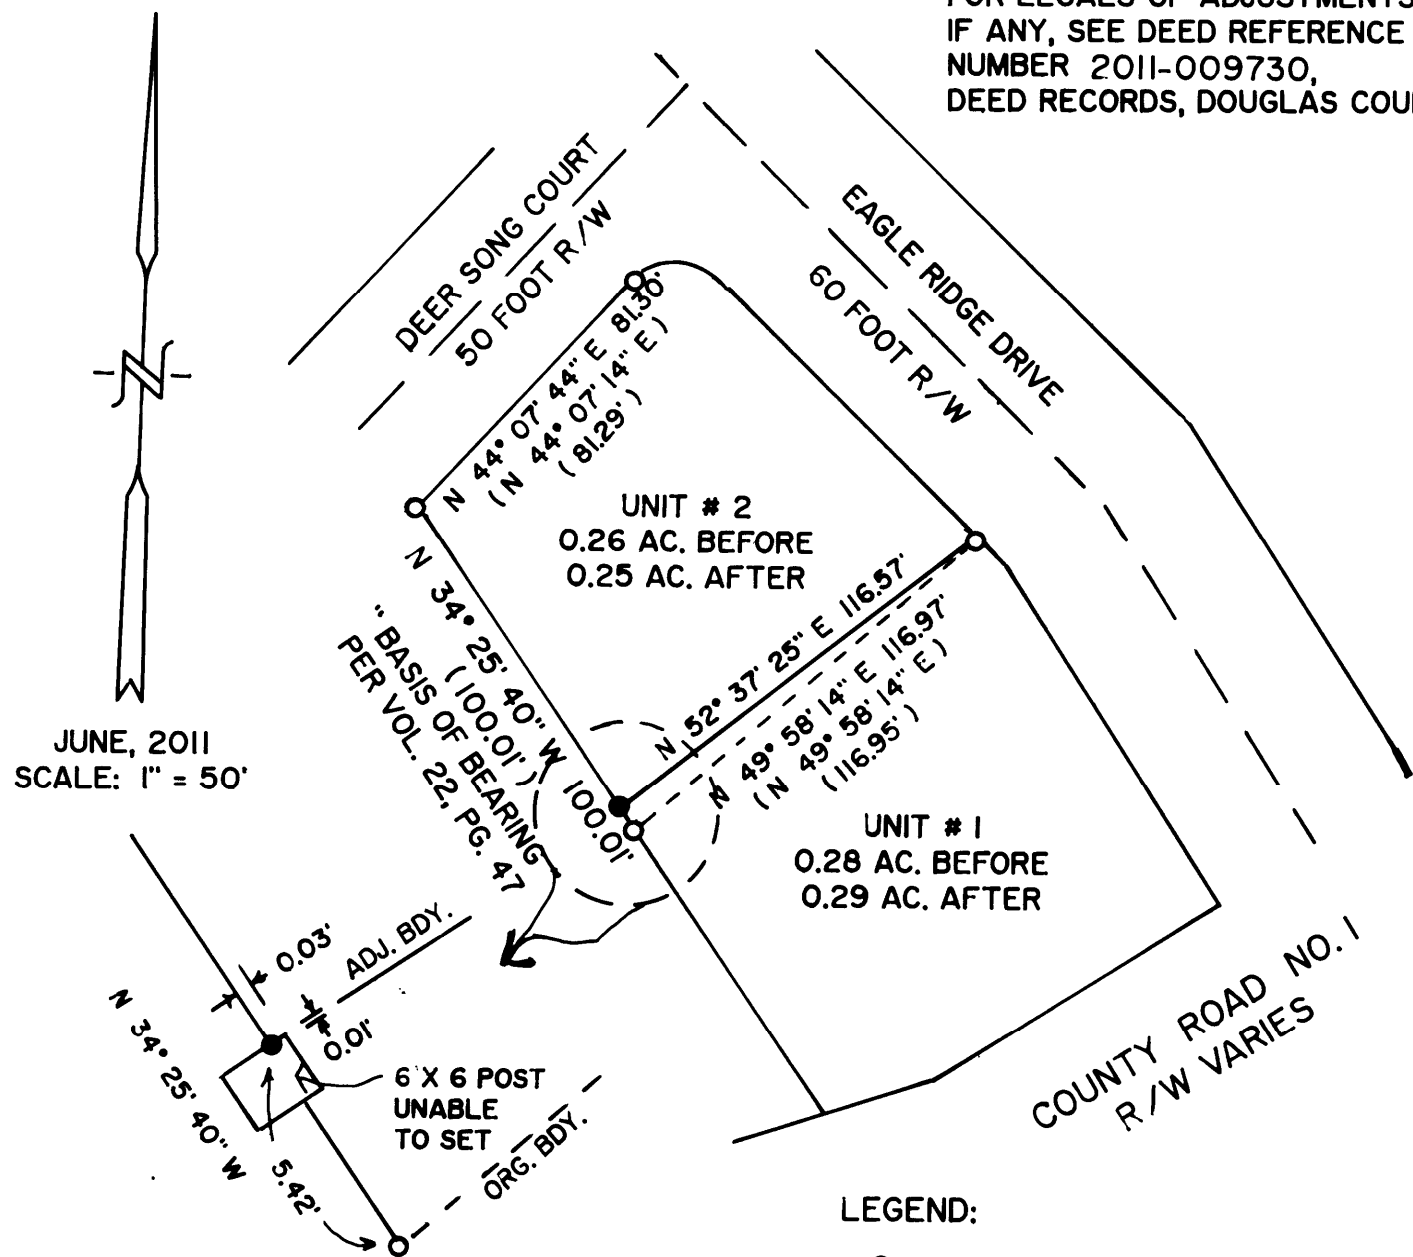 IF ANY, SEE DEED REFERENCE
NUMBER 2011-009730,
DEED RECORDS, DOUGLAS
DEER SONG COURT
50 FOOT R/W
EAGLE RIDGE DRIVE
60 FOOT R/W
N 44° 07' 44" E 81.30'
(N 44° 07' 14" E)
(81.29')
UNIT # 2
0.26 AC. BEFORE
0.25 AC. AFTER
N 34° 25' 40" W 100.01'
(100.01')
"BASIS OF BEARING"
PER VOL. 22, PG. 47
N 52° 37' 25" E 116.57'
N 49° 58' 14" E 116.97'
(N 49° 58' 14" E)
(116.95')
N
JUNE, 2011
SCALE: 1" = 50'
UNIT # 1
0.28 AC. BEFORE
0.29 AC. AFTER
COUNTY ROAD NO. 1
R/W VARIES
0.03'
ADJ. BDY.
0.01'
N 34° 25' 40" W
5.42'
6 X 6 POST
UNABLE
TO SET
ORG. BDY.
LEGEND: